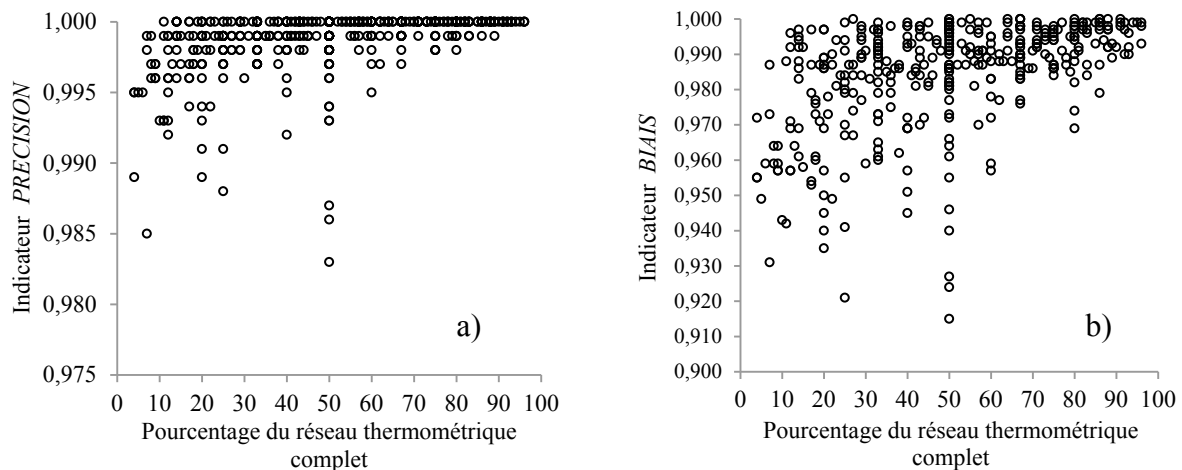 Indicateur PRECISION
1,000
0,995
0,990
0,985
0,980
0,975
0 10 20 30 40 50 60 70 80 90 100
Pourcentage du réseau thermométrique
complet
a)
Indicateur BIAIS
1,000
0,990
0,980
0,970
0,960
0,950
0,940
0,930
0,920
0,910
0,900
0 10 20 30 40 50 60 70 80 90 100
Pourcentage du réseau thermométrique
complet
b)